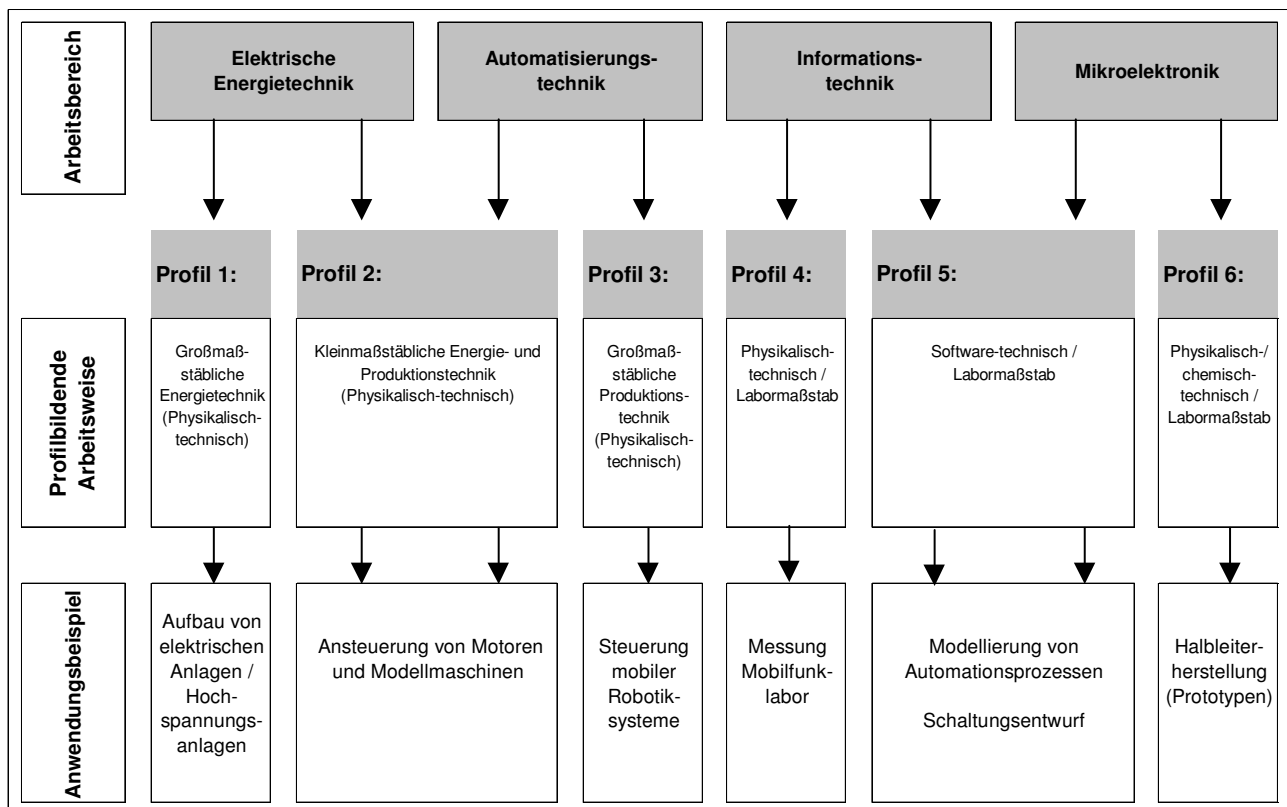 Arbeitsbereich
Elektrische
Energietechnik
Automatisierungs-
technik
Informations-
technik
Mikroelektronik
Profilbildende
Arbeitsweise
Profil 1:
Großmaß-
stäbliche
Energietechnik
(Physikalisch-
technisch)
Profil 2:
Kleinmaßstäbliche Energie- und
Produktionstechnik
(Physikalisch-technisch)
Profil 3:
Großmaß-
stäbliche
Produktions-
technik
(Physikalisch-
technisch)
Profil 4:
Physikalisch-
technisch /
Labormaßstab
Profil 5:
Software-technisch /
Labormaßstab
Profil 6:
Physikalisch-/
chemisch-
technisch /
Labormaßstab
Anwendungsbeispiel
Aufbau von
elektrischen
Anlagen /
Hoch-
spannungs-
anlagen
Ansteuerung von Motoren
und Modellmaschinen
Steuerung
mobiler
Robotik-
systeme
Messung
Mobilfunk-
labor
Modellierung von
Automationsprozessen
Schaltungsentwurf
Halbleiter-
herstellung
(Prototypen)